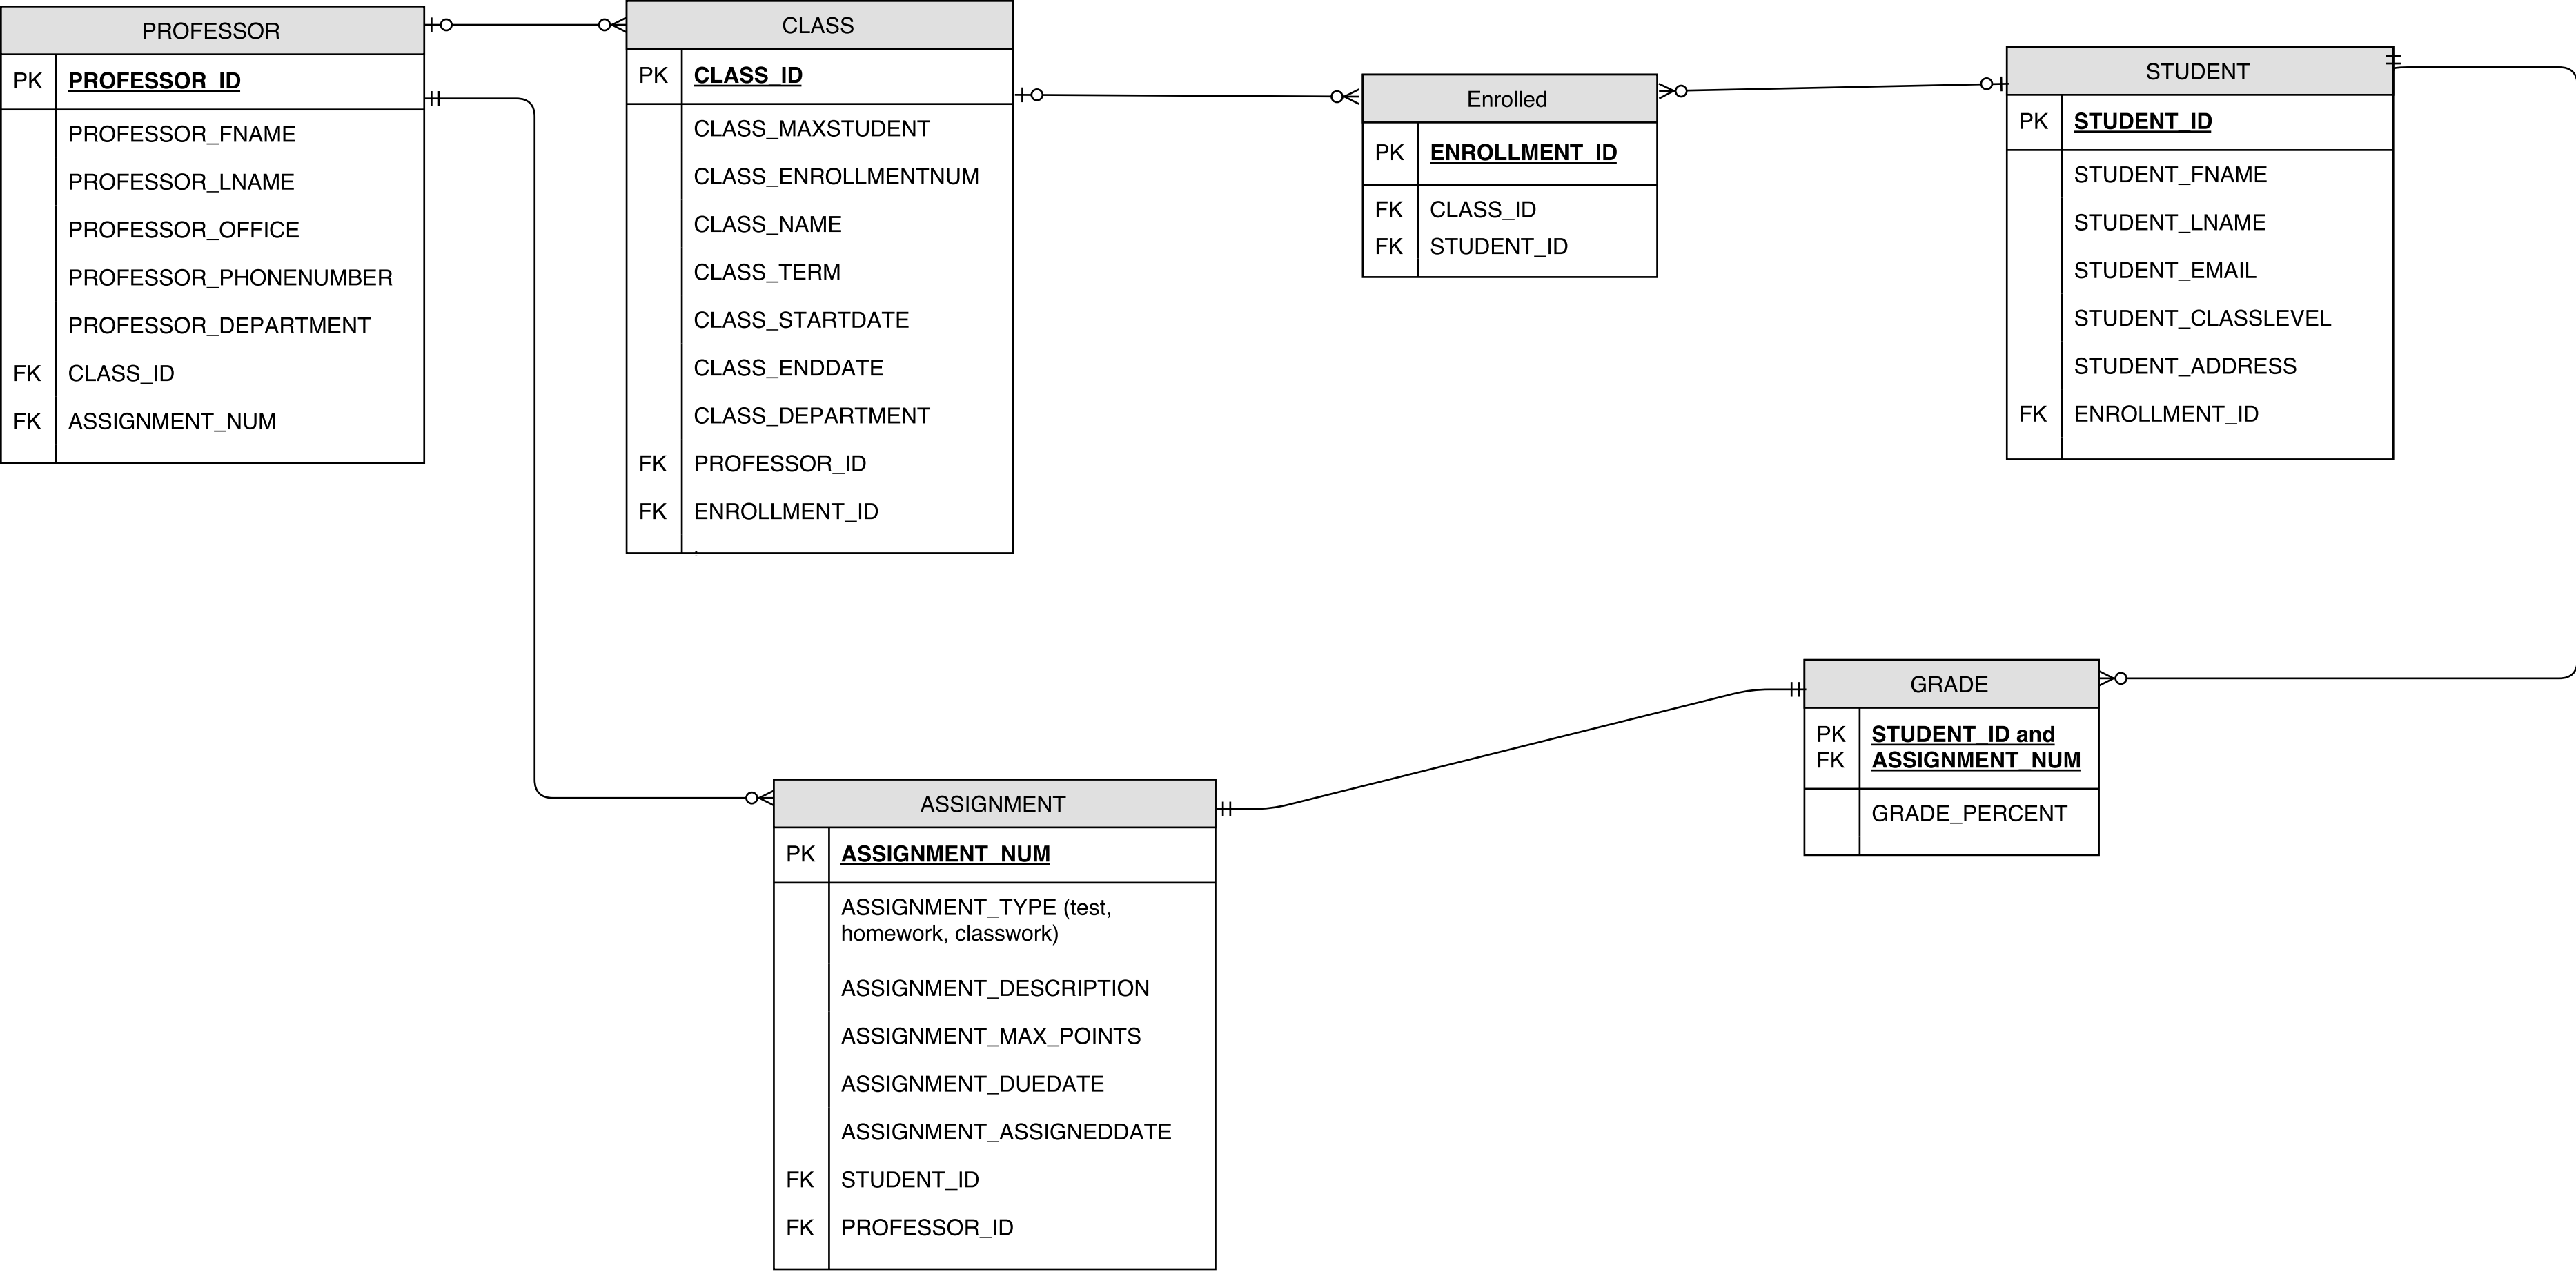 PROFESSOR
PK PROFESSOR_ID
PROFESSOR_FNAME
PROFESSOR_LNAME
PROFESSOR_OFFICE
PROFESSOR_PHONENUMBER
PROFESSOR_DEPARTMENT
FK CLASS_ID
FK ASSIGNMENT_NUM
CLASS
PK CLASS_ID
CLASS_MAXSTUDENT
CLASS_ENROLLMENTNUM
CLASS_NAME
CLASS_TERM
CLASS_STARTDATE
CLASS_ENDDATE
CLASS_DEPARTMENT
FK PROFESSOR_ID
FK ENROLLMENT_ID
Enrolled
PK ENROLLMENT_ID
FK CLASS_ID
FK STUDENT_ID
STUDENT
PK STUDENT_ID
STUDENT_FNAME
STUDENT_LNAME
STUDENT_EMAIL
STUDENT_CLASSLEVEL
STUDENT_ADDRESS
FK ENROLLMENT_ID
GRADE
PK STUDENT_ID and
FK ASSIGNMENT_NUM
GRADE_PERCENT
ASSIGNMENT
PK ASSIGNMENT_NUM
ASSIGNMENT_TYPE (test,
homework, classwork)
ASSIGNMENT_DESCRIPTION
ASSIGNMENT_MAX_POINTS
ASSIGNMENT_DUEDATE
ASSIGNMENT_ASSIGNEDDATE
FK STUDENT_ID
FK PROFESSOR_ID